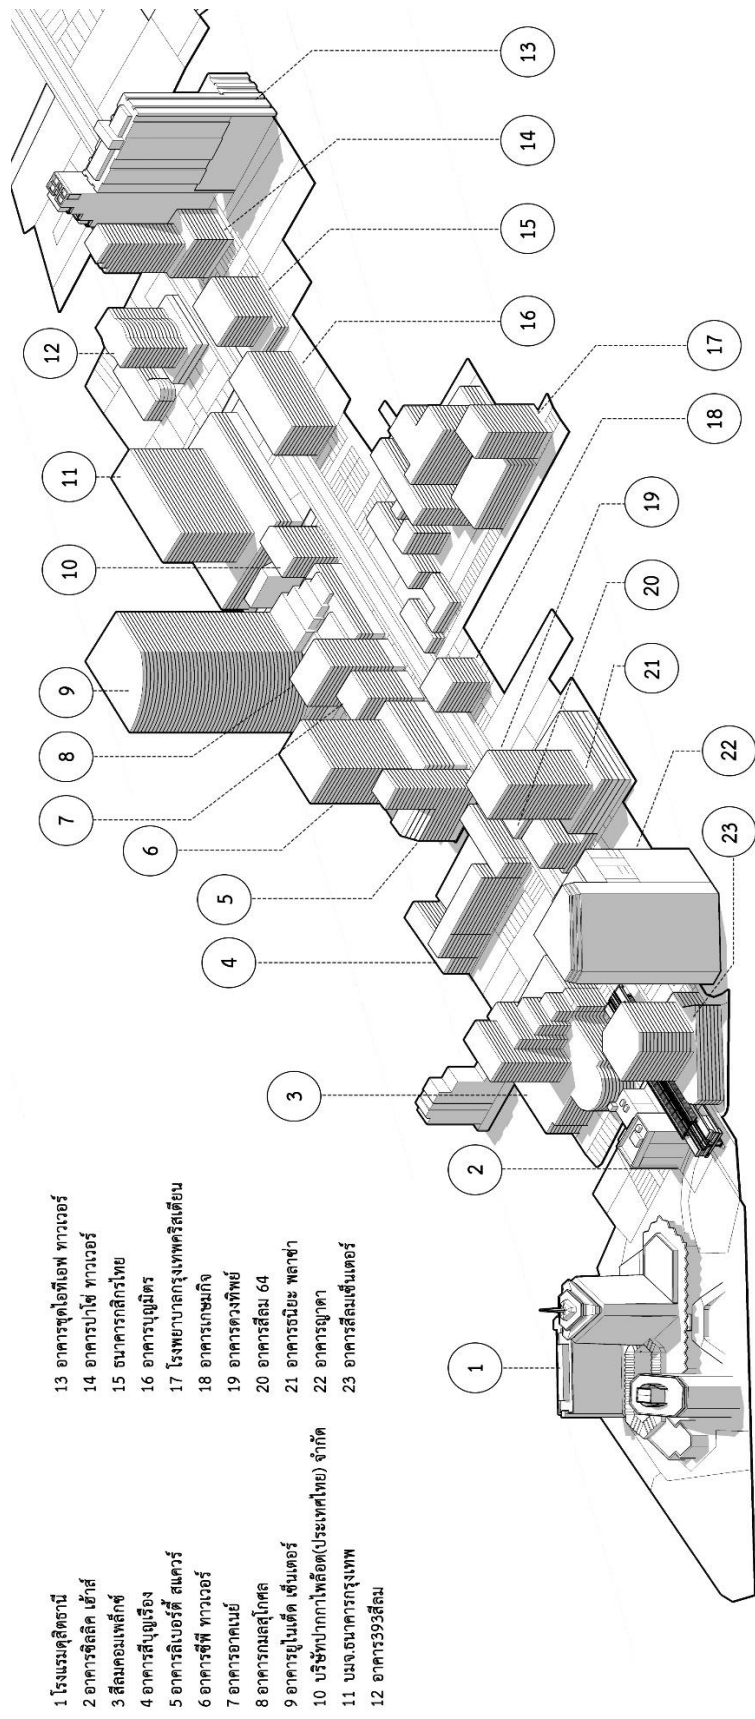 1 โรงแรมดุสิตธานี
2 อาคารซิลลิค เฮ้าส์
3 สีลมคอมเพล็กซ์
4 อาคารสีบุญเรือง
5 อาคารลิเบอร์ตี้ สแควร์
6 อาคารซีพี ทาวเวอร์
7 อาคารอาคเนย์
8 อาคารกมลสุโกศล
9 อาคารยูไนเต็ด เซ็นเตอร์
10 บริษัทปากกาไพล้อต(ประเทศไทย) จำกัด
11 บมจ.ธนาคารกรุงเทพ
12 อาคาร393สีลม
13 อาคารชุดไอทีเอฟ ทาวเวอร์
14 อาคารปาโซ่ ทาวเวอร์
15 ธนาคารกสิกรไทย
16 อาคารบุญมิตร
17 โรงพยาบาลกรุงเทพคริสเตียน
18 อาคารเกษมกิจ
19 อาคารดวงทิพย์
20 อาคารสีลม 64
21 อาคารธนิยะ พลาซ่า
22 อาคารญาดา
23 อาคารสีลมเซ็นเตอร์
1
2
3
4
5
6
7
8
9
10
11
12
13
14
15
16
17
18
19
20
21
22
23